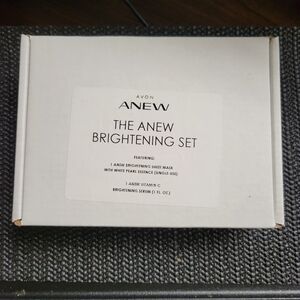 AVON
ANEW
THE ANEW
BRIGHTENING SET
FEATURING:
1 ANEW BRIGHTENING SHEET MASK
WITH WHITE PEARL ESSENCE (SINGLE-USE)
1 ANEW VITAMIN C
BRIGHTENING SERUM (1 FL. OZ.)